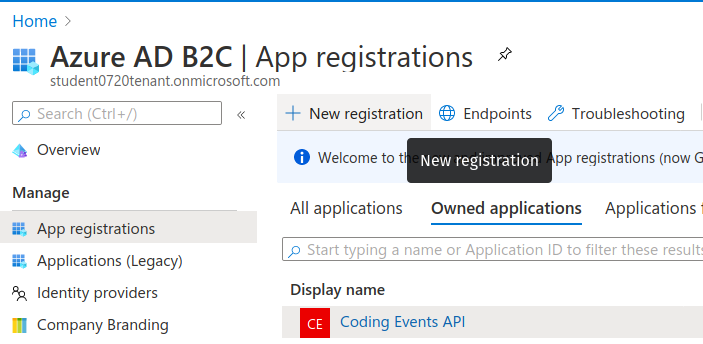 Home
Azure AD B2C | App registrations
student0720tenant.onmicrosoft.com
Search (Ctrl+/)
«
Overview
Manage
App registrations
Applications (Legacy)
Identity providers
Company Branding
New registration
Endpoints
Troubleshooting
Welcome to the
App registrations (now G
New registration
All applications
Owned applications
Applications f
Start typing a name or Application ID to filter these results
Display name
CE
Coding Events API